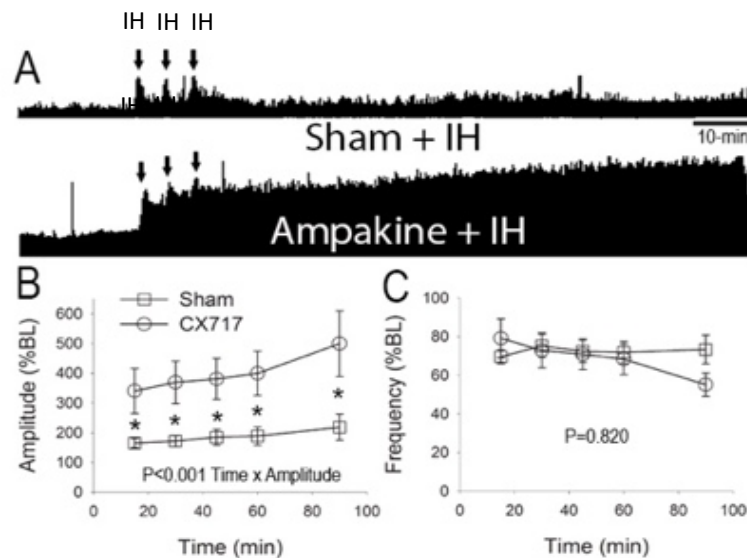 IH IH IH
A
IH
10-min
Sham + IH
Ampakine + IH
B
Sham
CX717
Amplitude (%BL)
600
500
400
300
200
100
0
* * * * *
P<0.001 Time x Amplitude
0 20 40 60 80 100
Time (min)
C
Frequency (%BL)
100
80
60
40
20
0
P=0.820
0 20 40 60 80 100
Time (min)